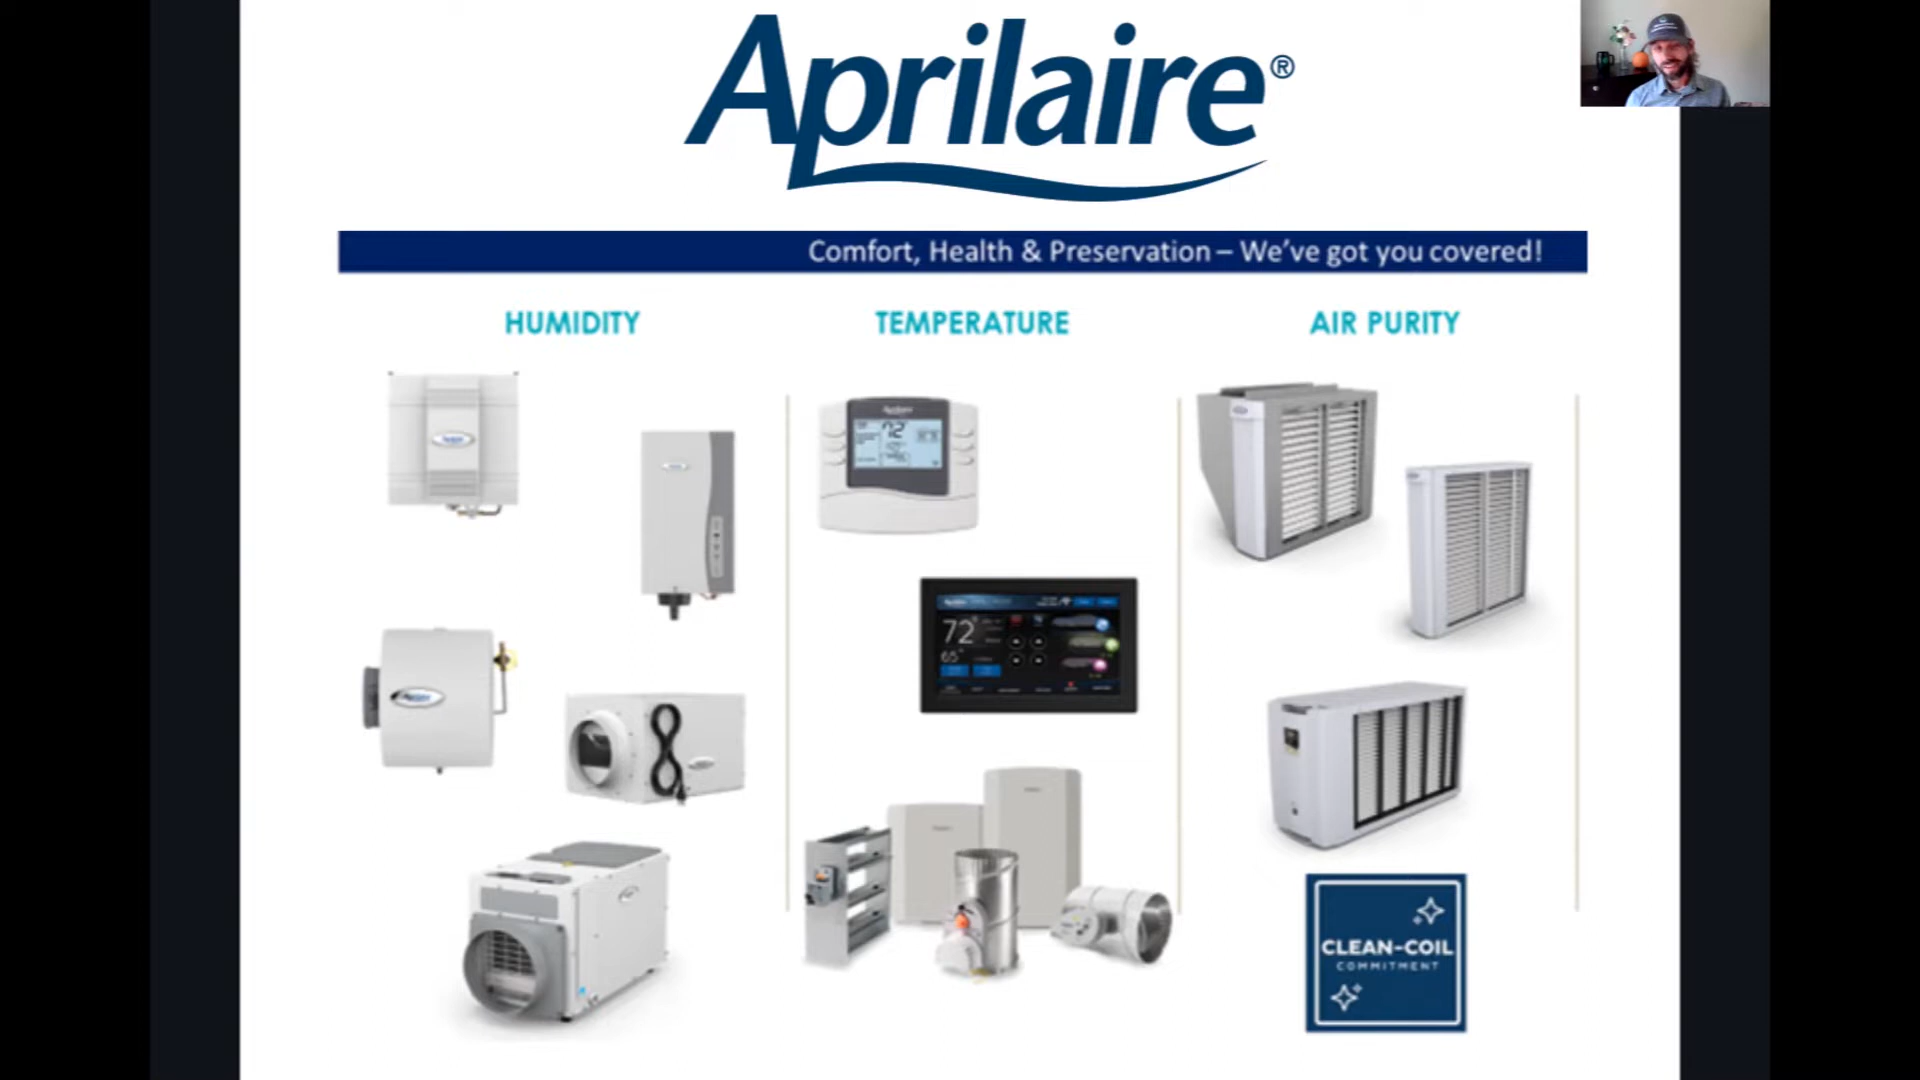 Aprilaire®
Comfort, Health & Preservation – We've got you covered!
HUMIDITY
TEMPERATURE
AIR PURITY
72
72°
65°
CLEAN-COIL
COMMITMENT